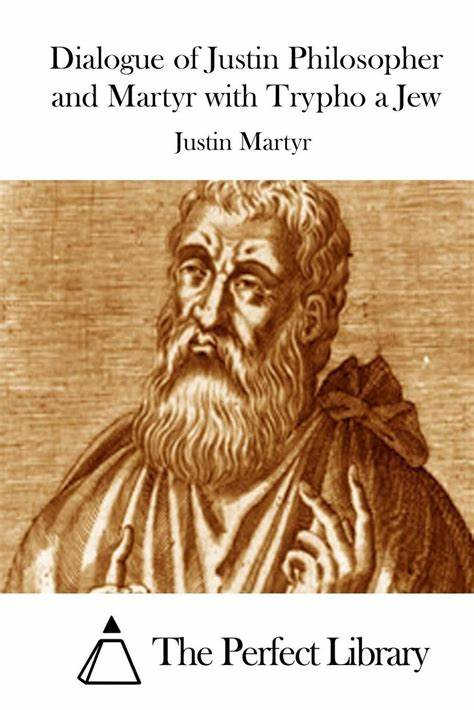 Dialogue of Justin Philosopher
and Martyr with Trypho a Jew
Justin Martyr
The Perfect Library